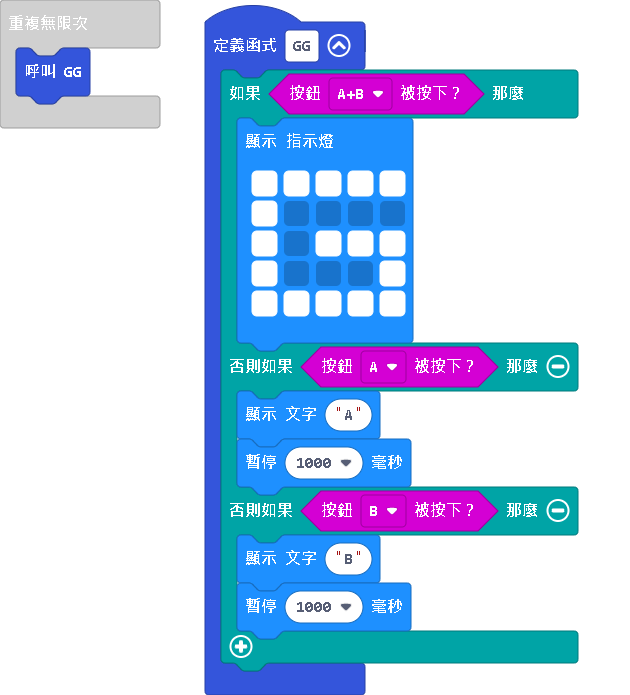 重複無限次
呼叫 GG
定義函式 GG
如果 按鈕 A+B 被按下？ 那麼
顯示 指示燈
否則如果 按鈕 A 被按下？ 那麼
顯示 文字 "A"
暫停 1000 毫秒
否則如果 按鈕 B 被按下？ 那麼
顯示 文字 "B"
暫停 1000 毫秒